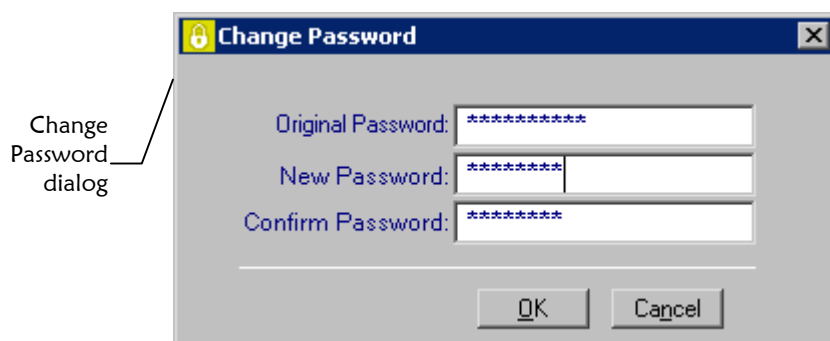 Change Password
Change
Password
dialog
Original Password: **********
New Password: ********
Confirm Password: ********
OK Cancel